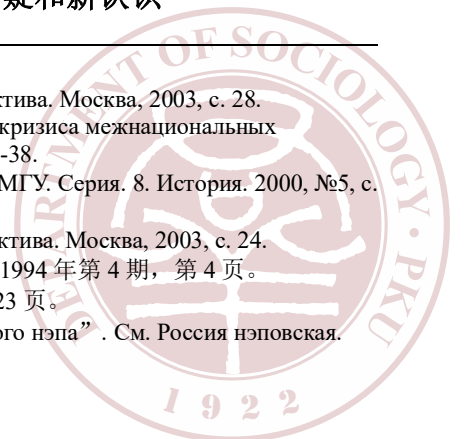 疑和新认识
ктива. Москва, 2003, с. 28.
кризиса межнациональных
-38.
МГУ. Серия. 8. История. 2000, №5, с.
ктива. Москва, 2003, с. 24.
1994 年第 4 期，第 4 页。
23 页。
ого нэпа”. См. Россия нэповская.
DEPARTMENT OF SOCIOLOGY • PKU
1922